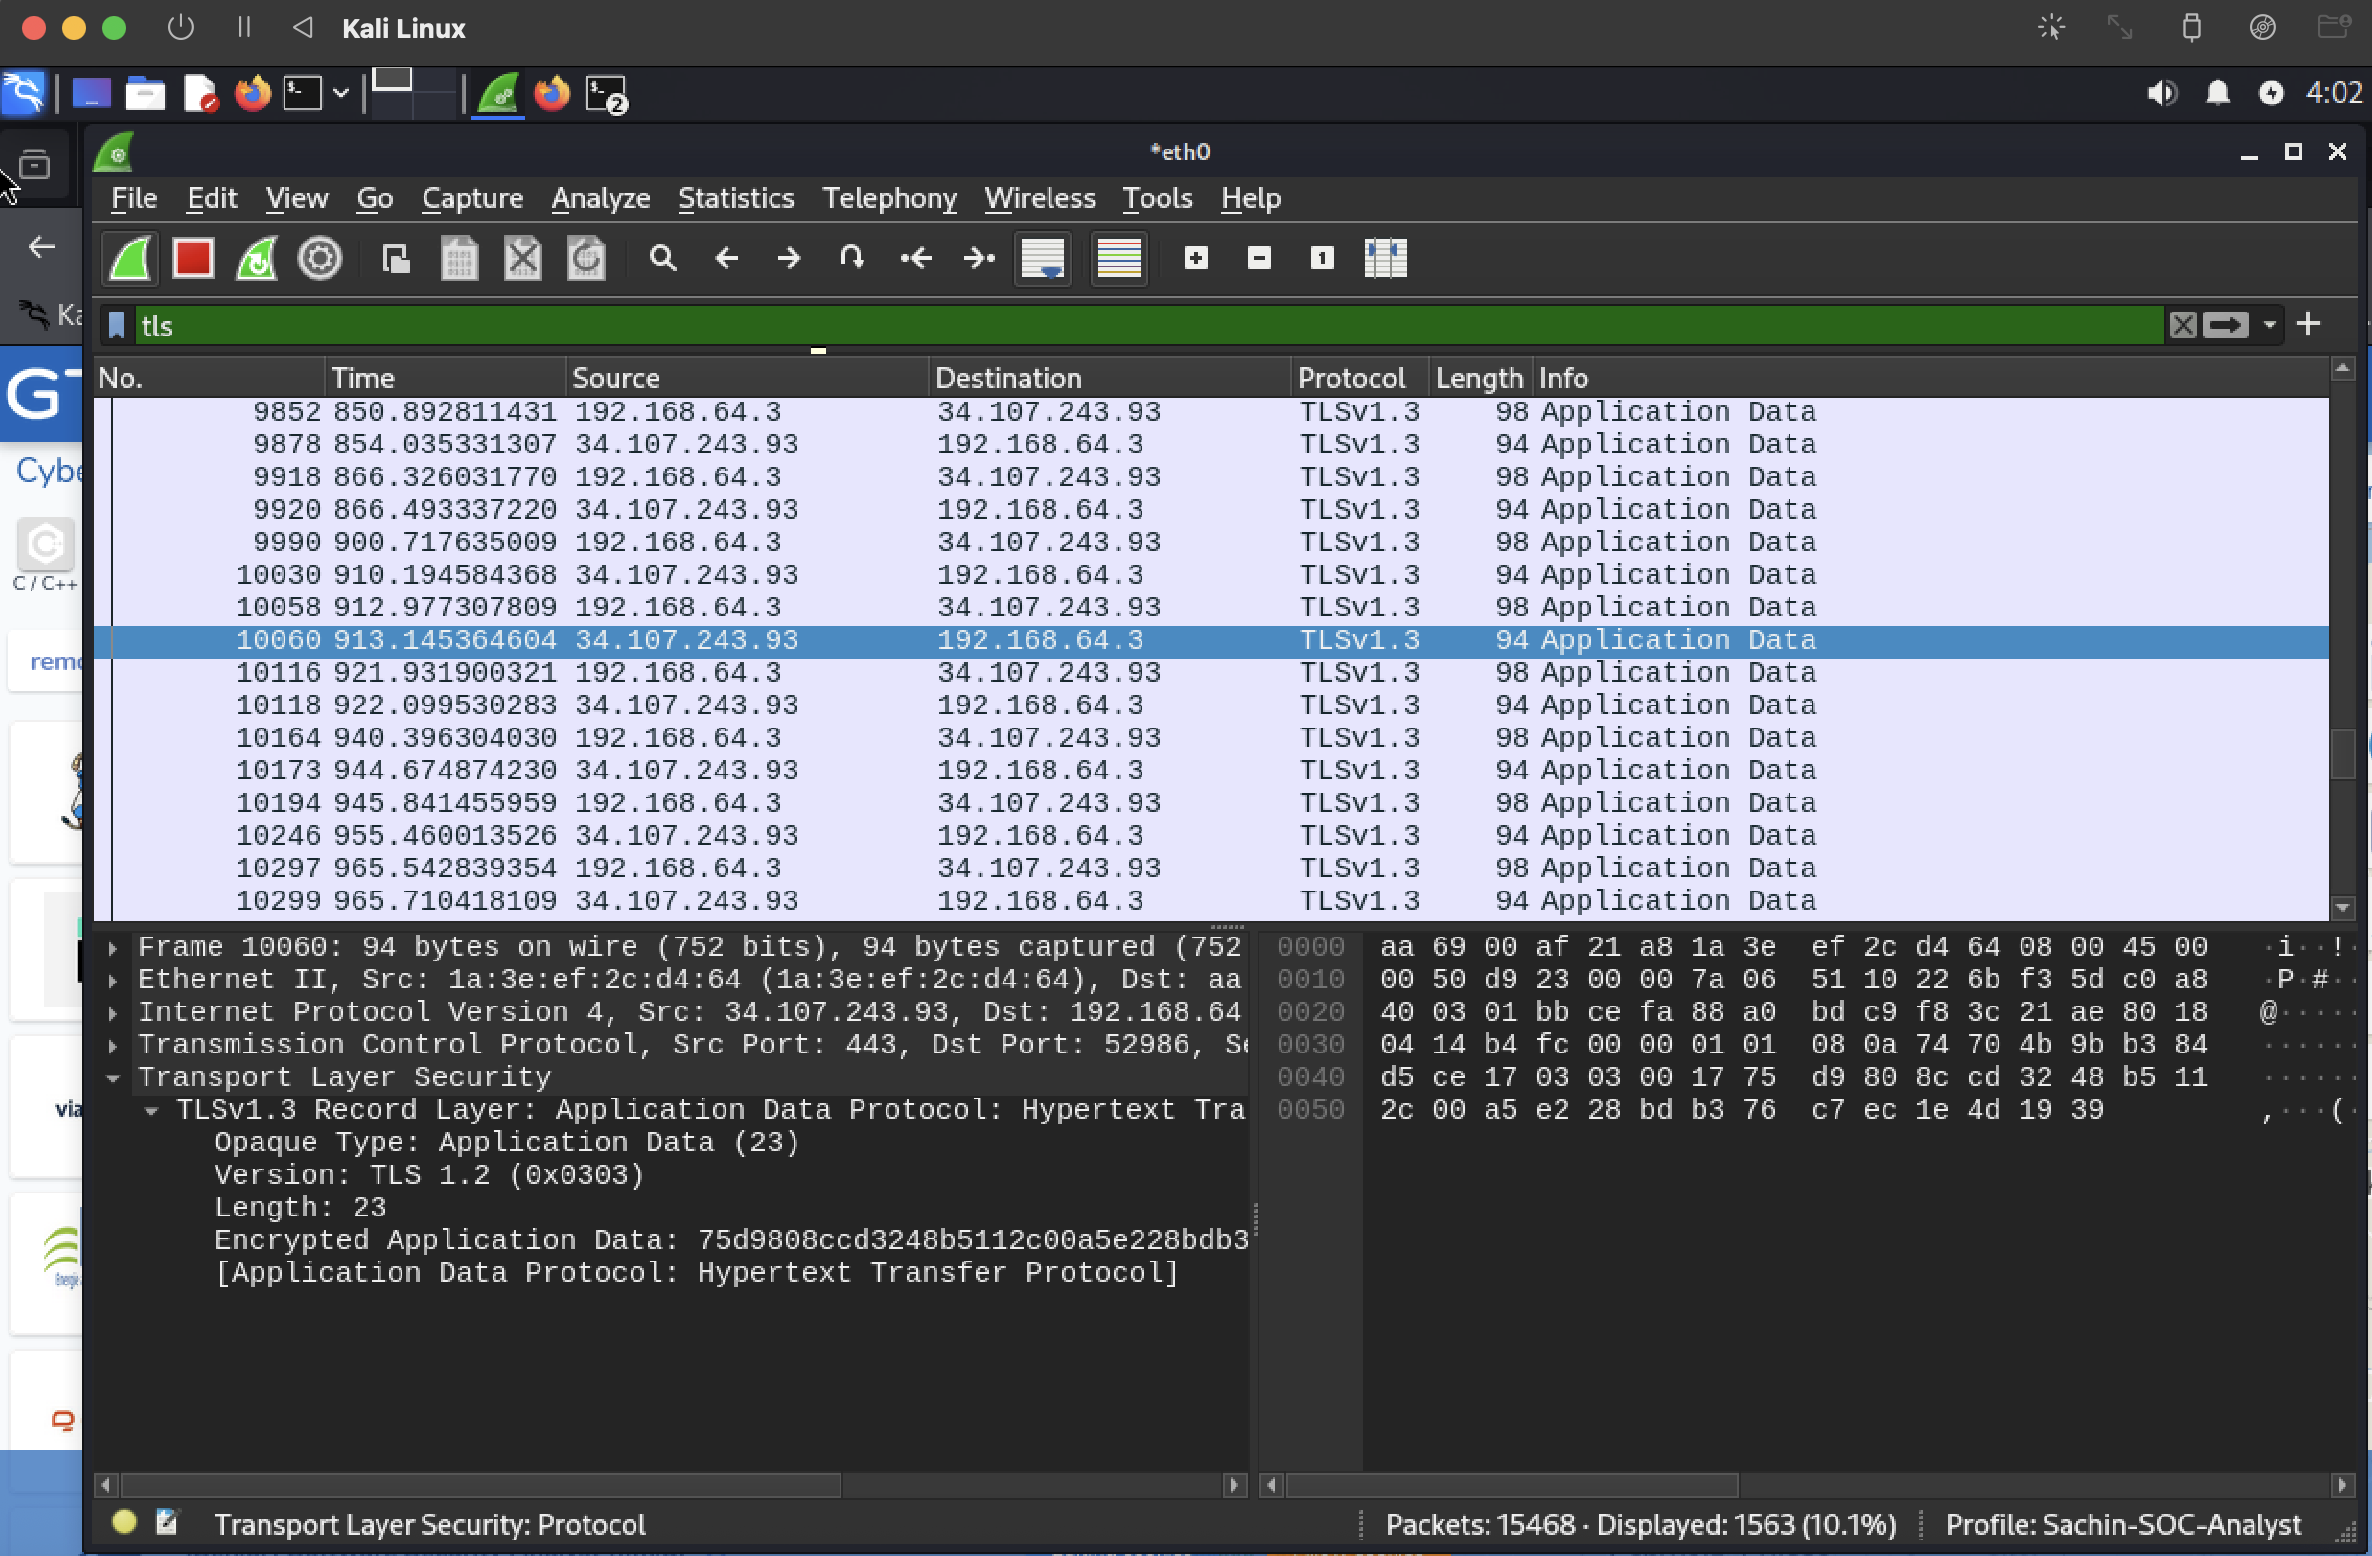 Kali Linux
2
4:02
*eth0
File Edit View Go Capture Analyze Statistics Telephony Wireless Tools Help
1
tls
No. Time Source Destination Protocol Length Info
9852 850.892811431 192.168.64.3 34.107.243.93 TLSv1.3 98 Application Data
9878 854.035331307 34.107.243.93 192.168.64.3 TLSv1.3 94 Application Data
9918 866.326031770 192.168.64.3 34.107.243.93 TLSv1.3 98 Application Data
9920 866.493337220 34.107.243.93 192.168.64.3 TLSv1.3 94 Application Data
9990 900.717635009 192.168.64.3 34.107.243.93 TLSv1.3 98 Application Data
10030 910.194584368 34.107.243.93 192.168.64.3 TLSv1.3 94 Application Data
10058 912.977307809 192.168.64.3 34.107.243.93 TLSv1.3 98 Application Data
10060 913.145364604 34.107.243.93 192.168.64.3 TLSv1.3 94 Application Data
10116 921.931900321 192.168.64.3 34.107.243.93 TLSv1.3 98 Application Data
10118 922.099530283 34.107.243.93 192.168.64.3 TLSv1.3 94 Application Data
10164 940.396304030 192.168.64.3 34.107.243.93 TLSv1.3 98 Application Data
10173 944.674874230 34.107.243.93 192.168.64.3 TLSv1.3 94 Application Data
10194 945.841455959 192.168.64.3 34.107.243.93 TLSv1.3 98 Application Data
10246 955.460013526 34.107.243.93 192.168.64.3 TLSv1.3 94 Application Data
10297 965.542839354 192.168.64.3 34.107.243.93 TLSv1.3 98 Application Data
10299 965.710418109 34.107.243.93 192.168.64.3 TLSv1.3 94 Application Data
C / C++
Frame 10060: 94 bytes on wire (752 bits), 94 bytes captured (752
Ethernet II, Src: 1a:3e:ef:2c:d4:64 (1a:3e:ef:2c:d4:64), Dst: aa
Internet Protocol Version 4, Src: 34.107.243.93, Dst: 192.168.64
Transmission Control Protocol, Src Port: 443, Dst Port: 52986, Se
Transport Layer Security
TLSv1.3 Record Layer: Application Data Protocol: Hypertext Tra
Opaque Type: Application Data (23)
Version: TLS 1.2 (0x0303)
Length: 23
Encrypted Application Data: 75d9808ccd3248b5112c00a5e228bdb3
[Application Data Protocol: Hypertext Transfer Protocol]
0000 aa 69 00 af 21 a8 1a 3e ef 2c d4 64 08 00 45 00 ·i··!·
0010 00 50 d9 23 00 00 7a 06 51 10 22 6b f3 5d c0 a8 ·P·#··
0020 40 03 01 bb ce fa 88 a0 bd c9 f8 3c 21 ae 80 18 @·····
0030 04 14 b4 fc 00 00 01 01 08 0a 74 70 4b 9b b3 84 ······
0040 d5 ce 17 03 03 00 17 75 d9 80 8c cd 32 48 b5 11 ······
0050 2c 00 a5 e2 28 bd b3 76 c7 ec 1e 4d 19 39 ,···(·
Transport Layer Security: Protocol
Packets: 15468 · Displayed: 1563 (10.1%)
Profile: Sachin-SOC-Analyst